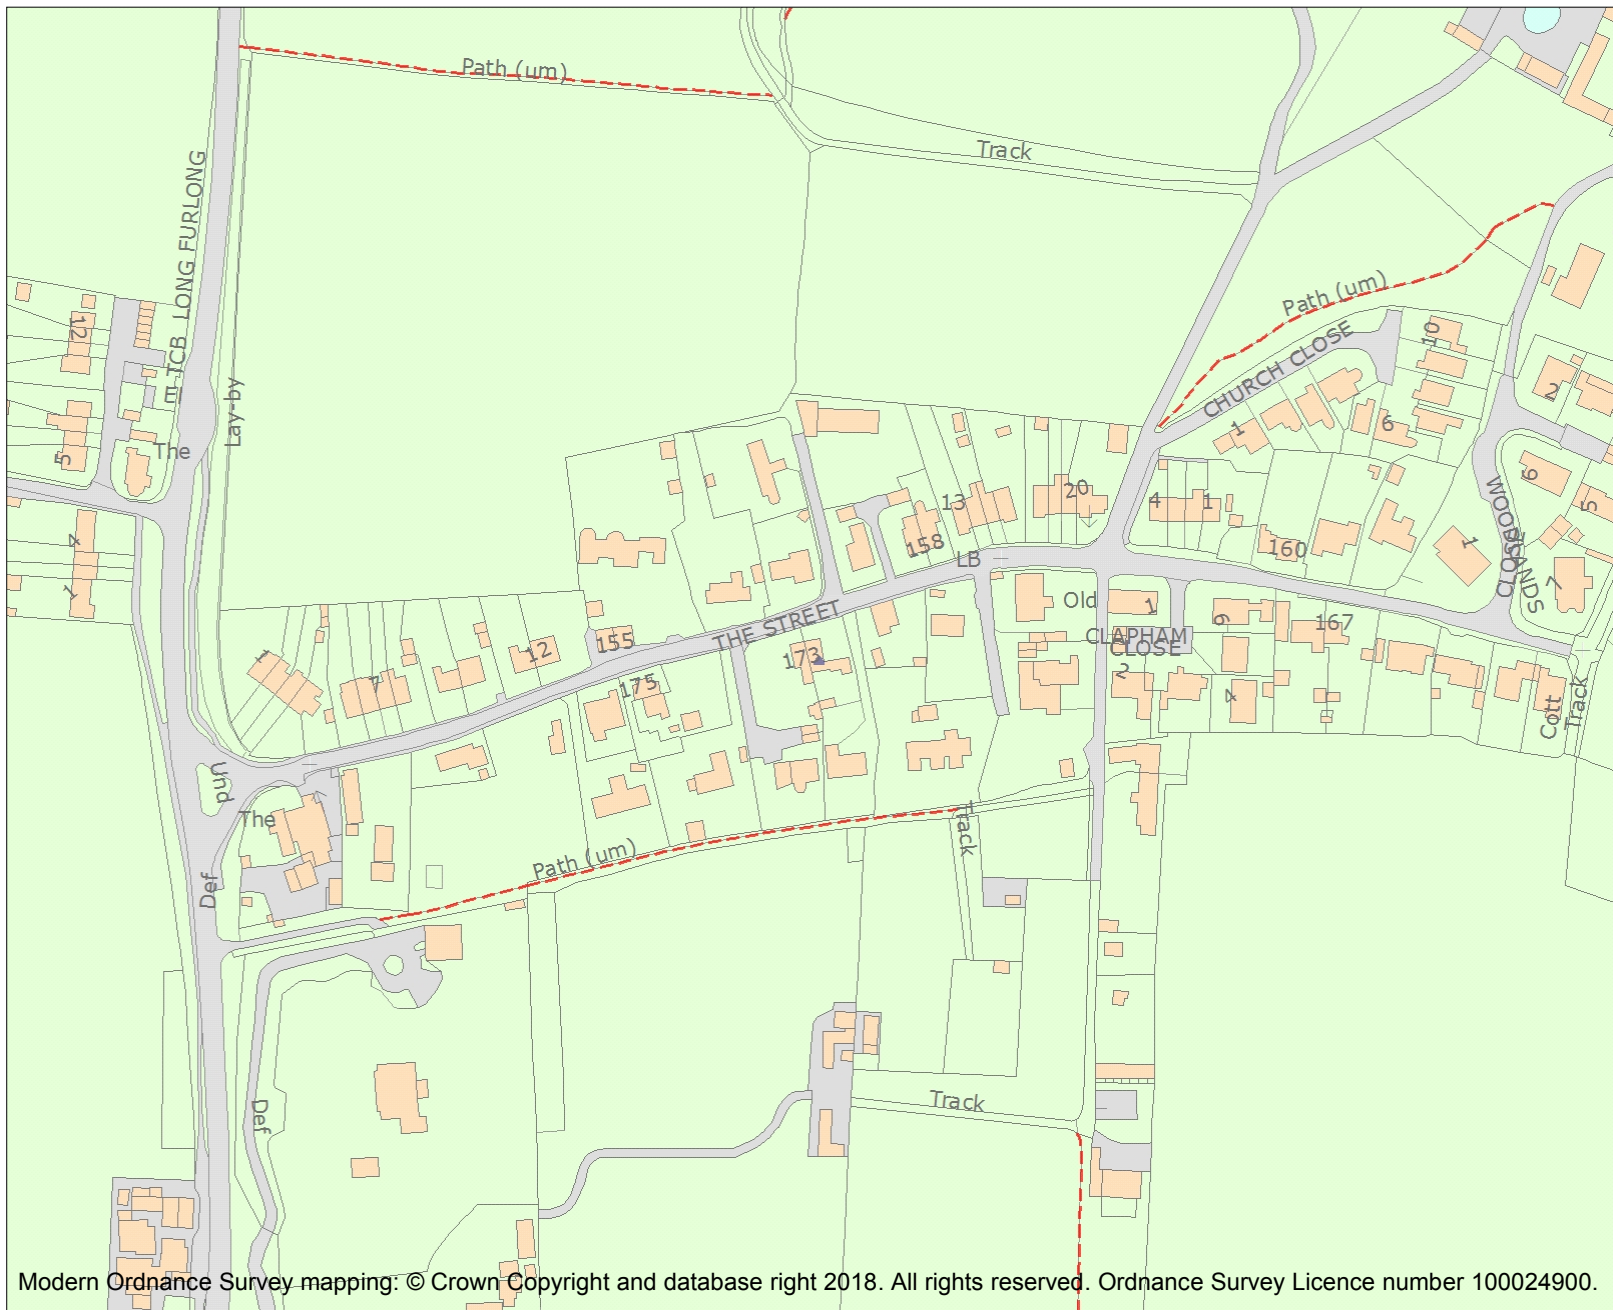 Path (um)
Track
LONG FURLONG
Path (um)
12
TCB
El
Lay-by
CHURCH CLOSE
10
The
5
1
6
2
6
5
WOODLANDS
CLOSE
1
7
13
20
4
1
158
LB
160
4
1
THE STREET
Old
1
CLAPHAM
CLOSE
9
167
155
12
173
175
1
7
2
4
Cott
Track
Und
The
Def
Path (um)
Track
Track
Def
Modern Ordnance Survey mapping: © Crown Copyright and database right 2018. All rights reserved. Ordnance Survey Licence number 100024900.